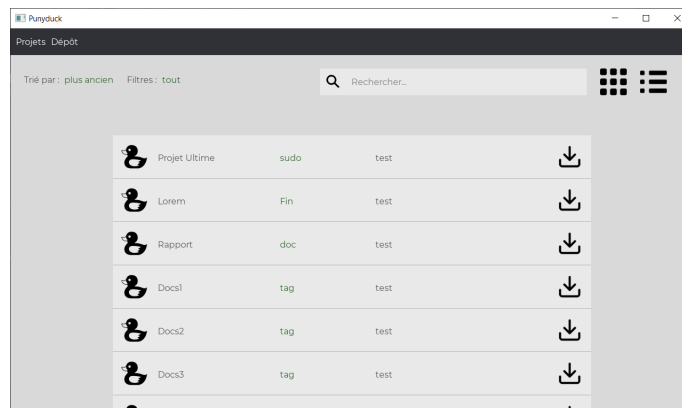 Punyduck
Projets Dépôt
Trié par : plus ancien Filtres : tout
Rechercher...
Projet Ultime sudo test
Lorem Fin test
Rapport doc test
Docs1 tag test
Docs2 tag test
Docs3 tag test